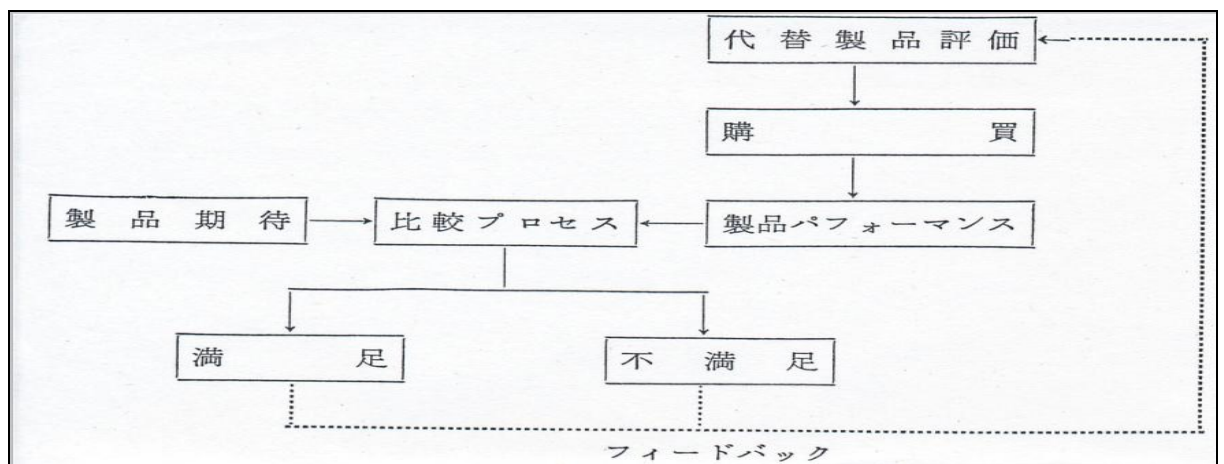 代替製品評価
購買
製品期待
比較プロセス
製品パフォーマンス
満足
不満足
フィードバック